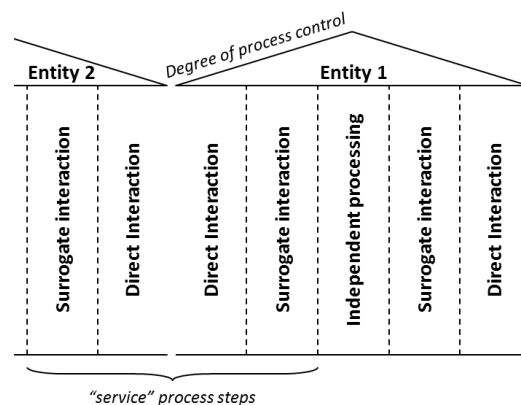 Degree of process control
Entity 2
Entity 1
Surrogate interaction
Direct Interaction
Direct Interaction
Surrogate interaction
Independent processing
Surrogate interaction
Direct Interaction
“service” process steps